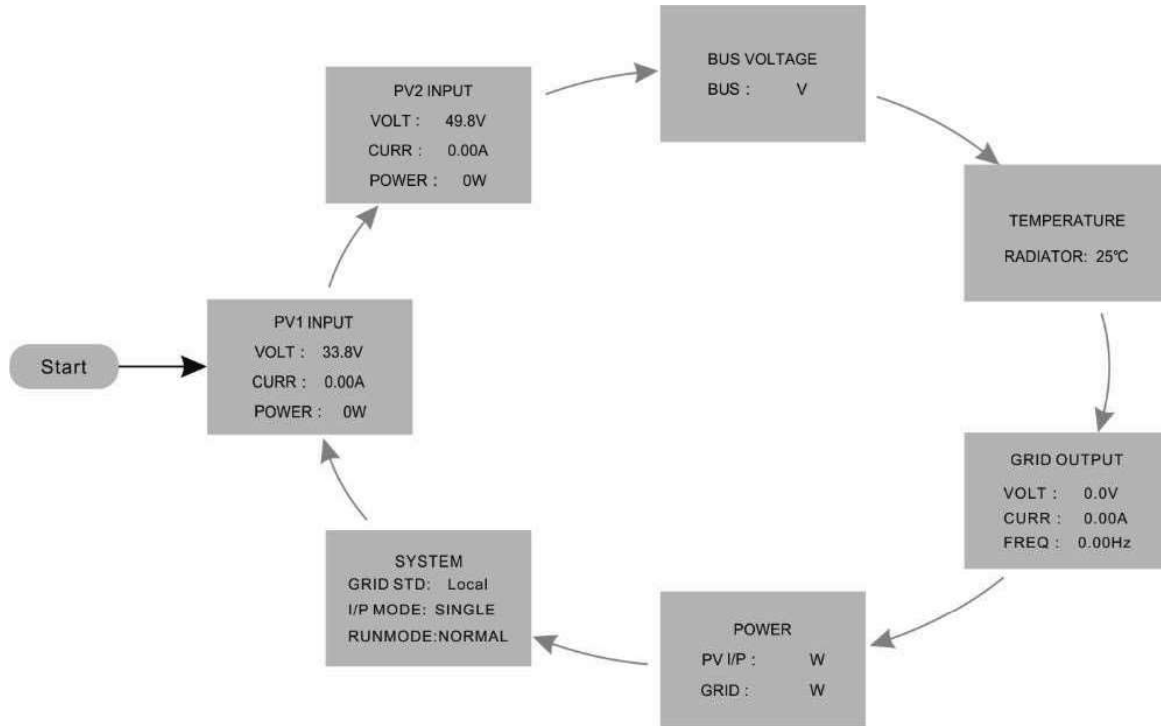 Start
PV1 INPUT
VOLT : 33.8V
CURR : 0.00A
POWER : 0W
PV2 INPUT
VOLT : 49.8V
CURR : 0.00A
POWER : 0W
BUS VOLTAGE
BUS : V
TEMPERATURE
RADIATOR: 25℃
GRID OUTPUT
VOLT : 0.0V
CURR : 0.00A
FREQ : 0.00Hz
POWER
PV I/P : W
GRID : W
SYSTEM
GRID STD: Local
I/P MODE: SINGLE
RUNMODE:NORMAL